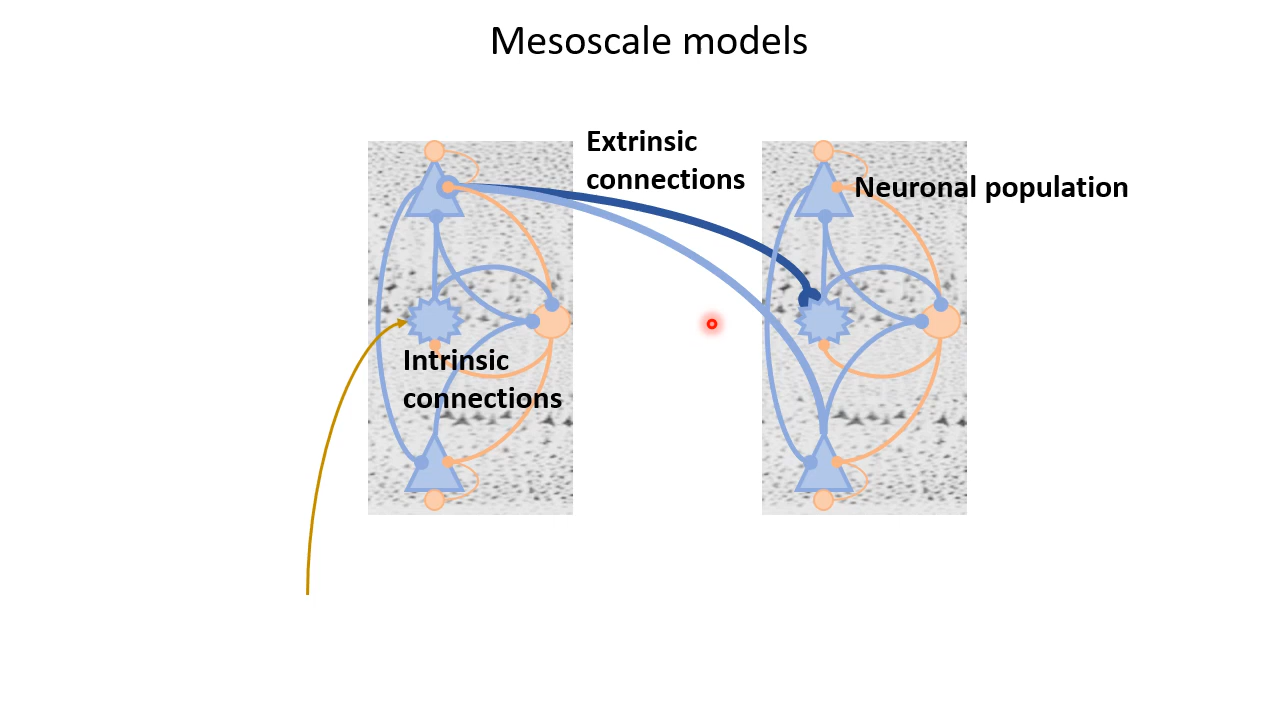 Mesoscale models
Extrinsic
connections
Neuronal population
Intrinsic
connections